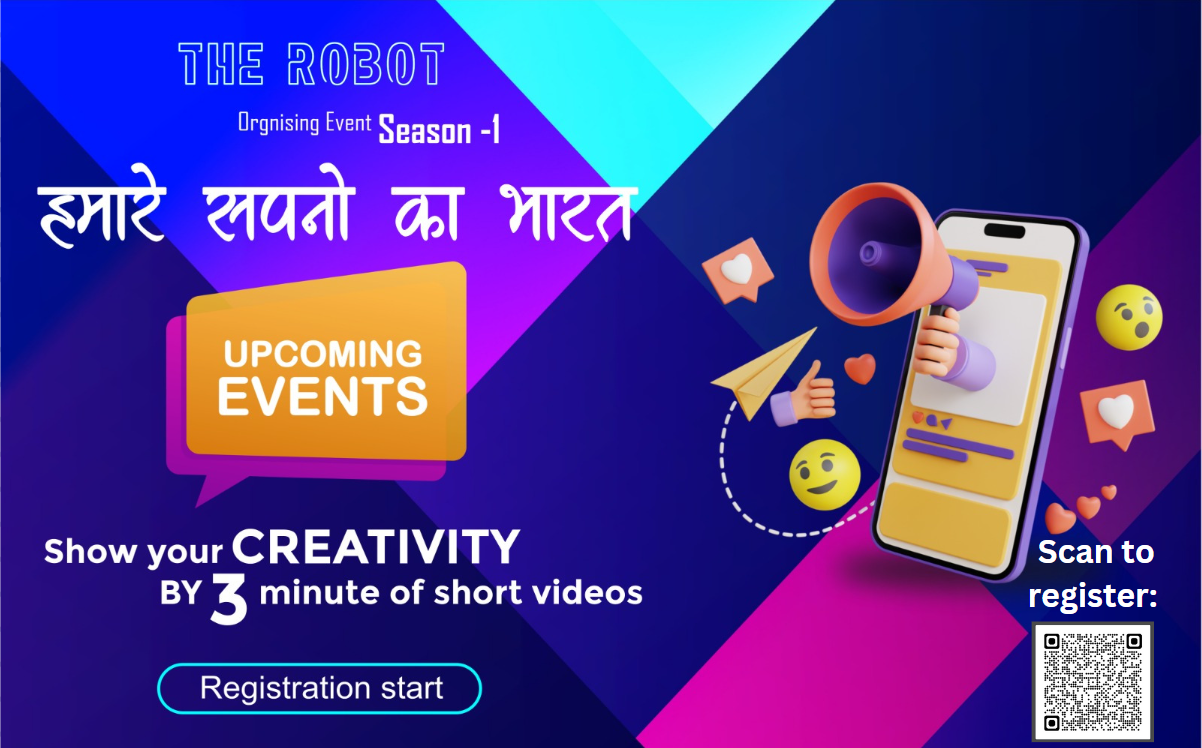 THE ROBOT
Orgnising Event Season -1
हमारे सपनो का भारत
UPCOMING
EVENTS
Show your CREATIVITY
BY 3 minute of short videos
Registration start
Scan to
register: